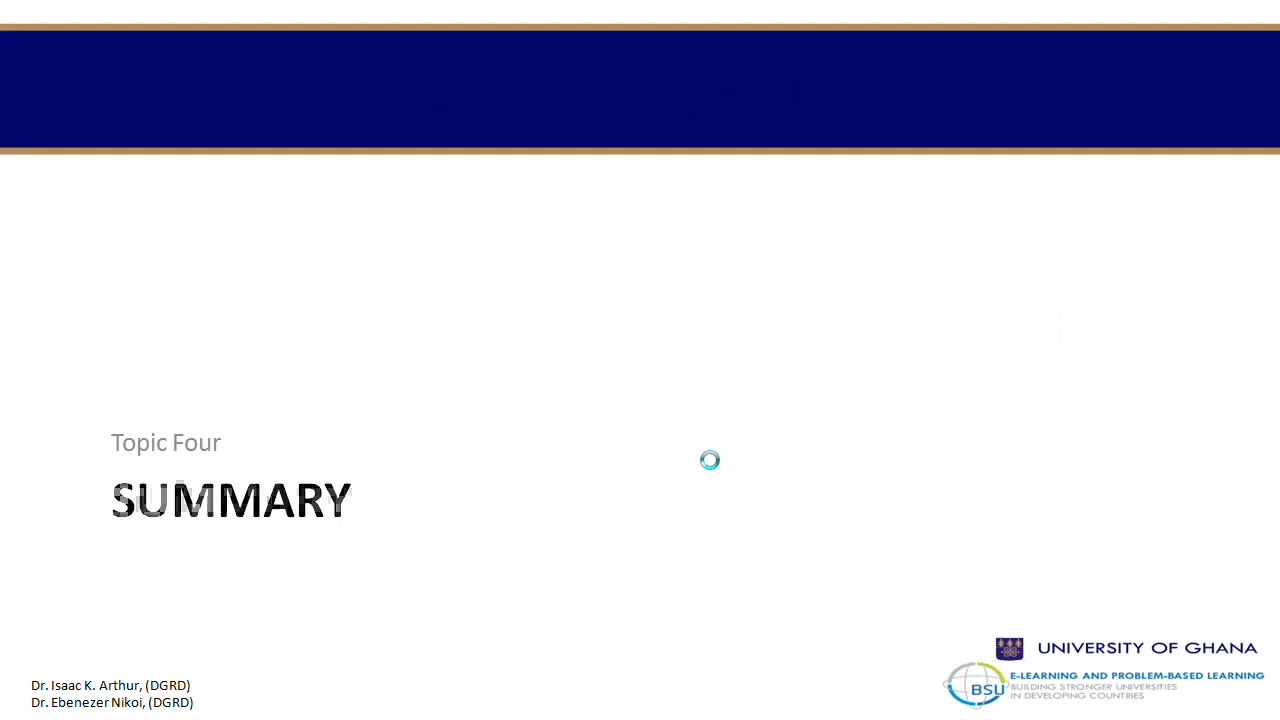 Topic Four
SUMMARY
Dr. Isaac K. Arthur, (DGRD)
Dr. Ebenezer Nikoi, (DGRD)
UNIVERSITY OF GHANA
BSU
E-LEARNING AND PROBLEM-BASED LEARNING
BUILDING STRONGER UNIVERSITIES
IN DEVELOPING COUNTRIES